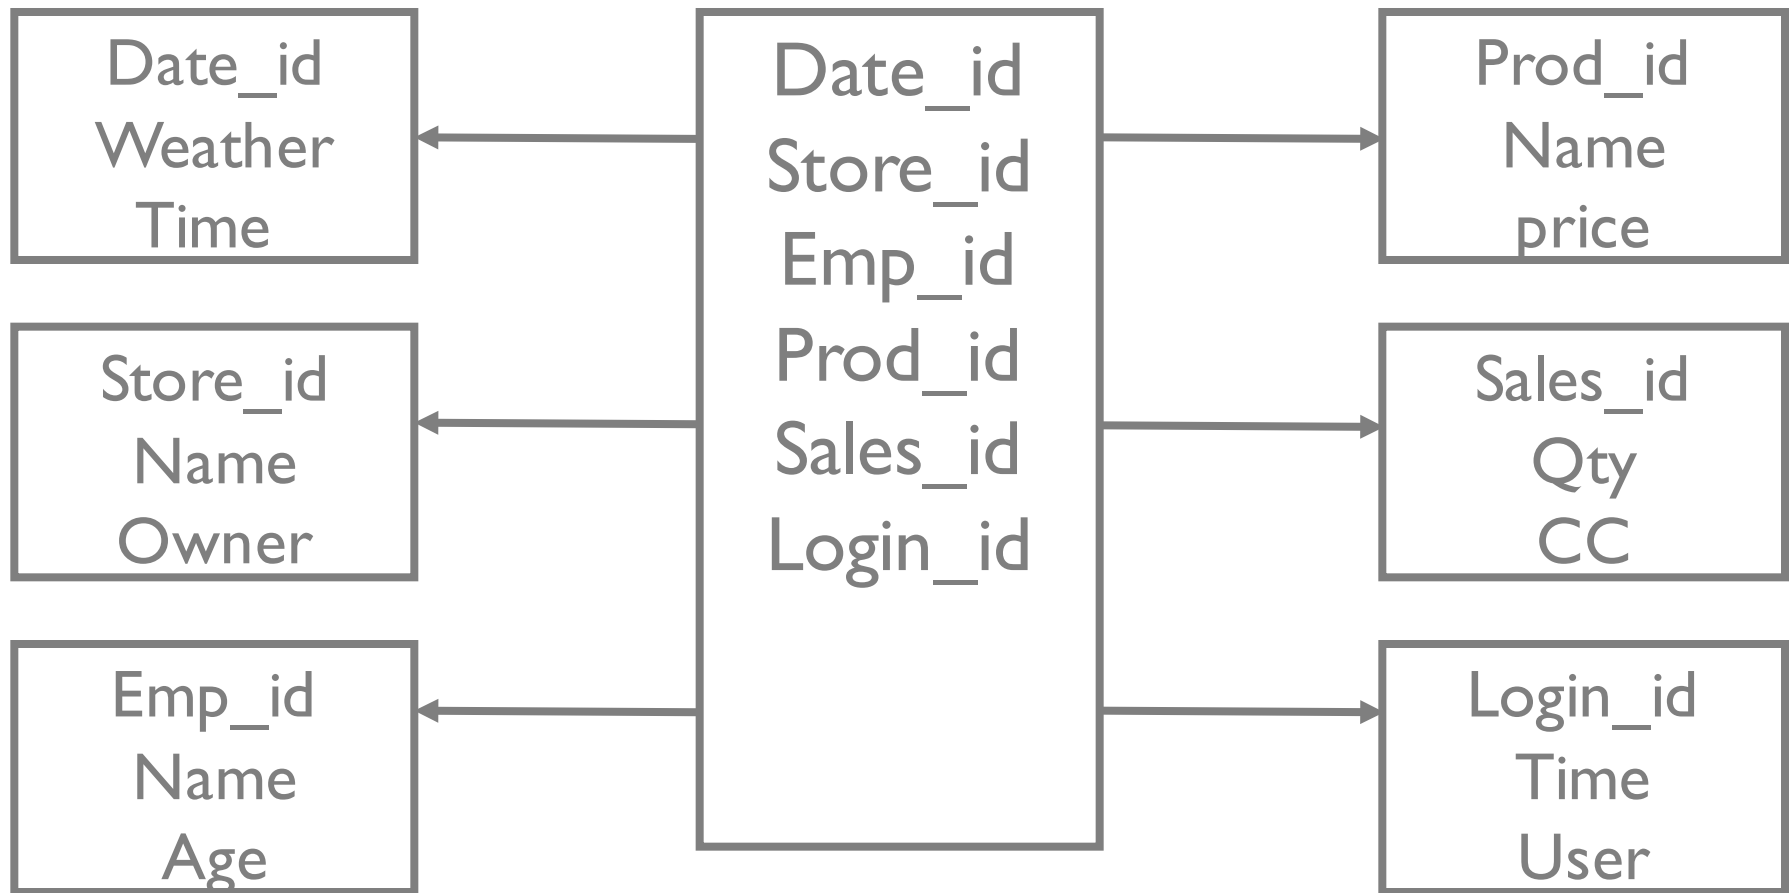 Date_id
Weather
Time
Store_id
Name
Owner
Emp_id
Name
Age
Date_id
Store_id
Emp_id
Prod_id
Sales_id
Login_id
Prod_id
Name
price
Sales_id
Qty
CC
Login_id
Time
User